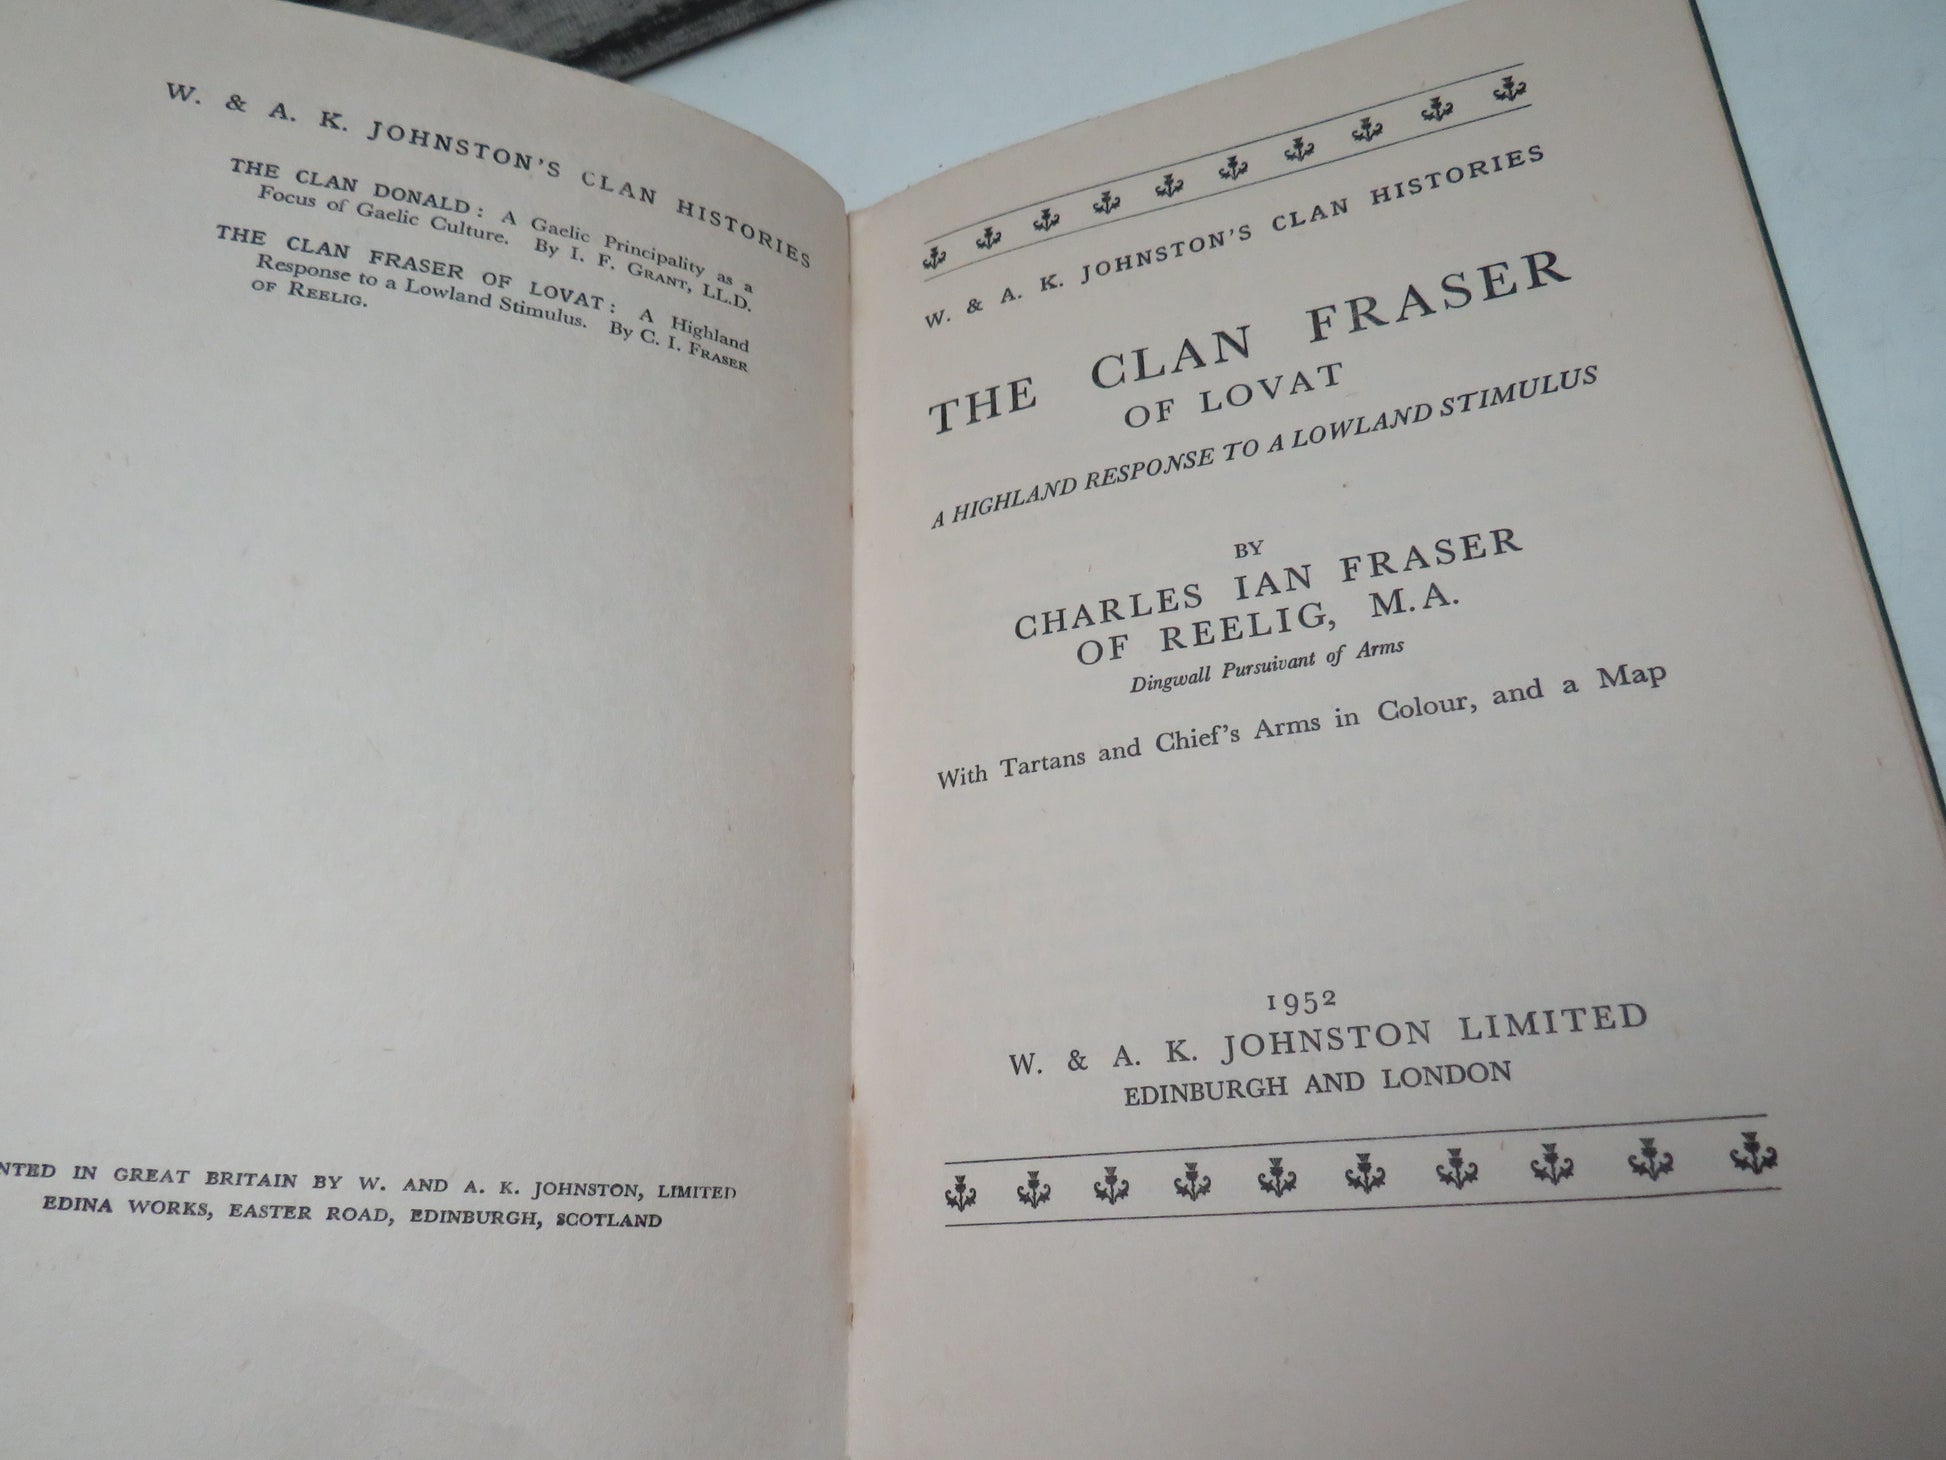 W. & A. K. JOHNSTON'S CLAN HISTORIES
THE CLAN DONALD: A Gaelic Principality as a
Focus of Gaelic Culture. By I. F. GRANT, LL.D.
THE CLAN FRASER OF LOVAT: A Highland
Response to a Lowland Stimulus. By C. I. FRASER
OF REELIG.
NTED IN GREAT BRITAIN BY W. AND A. K. JOHNSTON, LIMITED
EDINA WORKS, EASTER ROAD, EDINBURGH, SCOTLAND
W. & A. K. JOHNSTON'S CLAN HISTORIES
THE CLAN FRASER
OF LOVAT
A HIGHLAND RESPONSE TO A LOWLAND STIMULUS
BY
CHARLES IAN FRASER
OF REELIG, M.A.
Dingwall Pursuivant of Arms
With Tartans and Chief's Arms in Colour, and a Map
1952
W. & A. K. JOHNSTON LIMITED
EDINBURGH AND LONDON